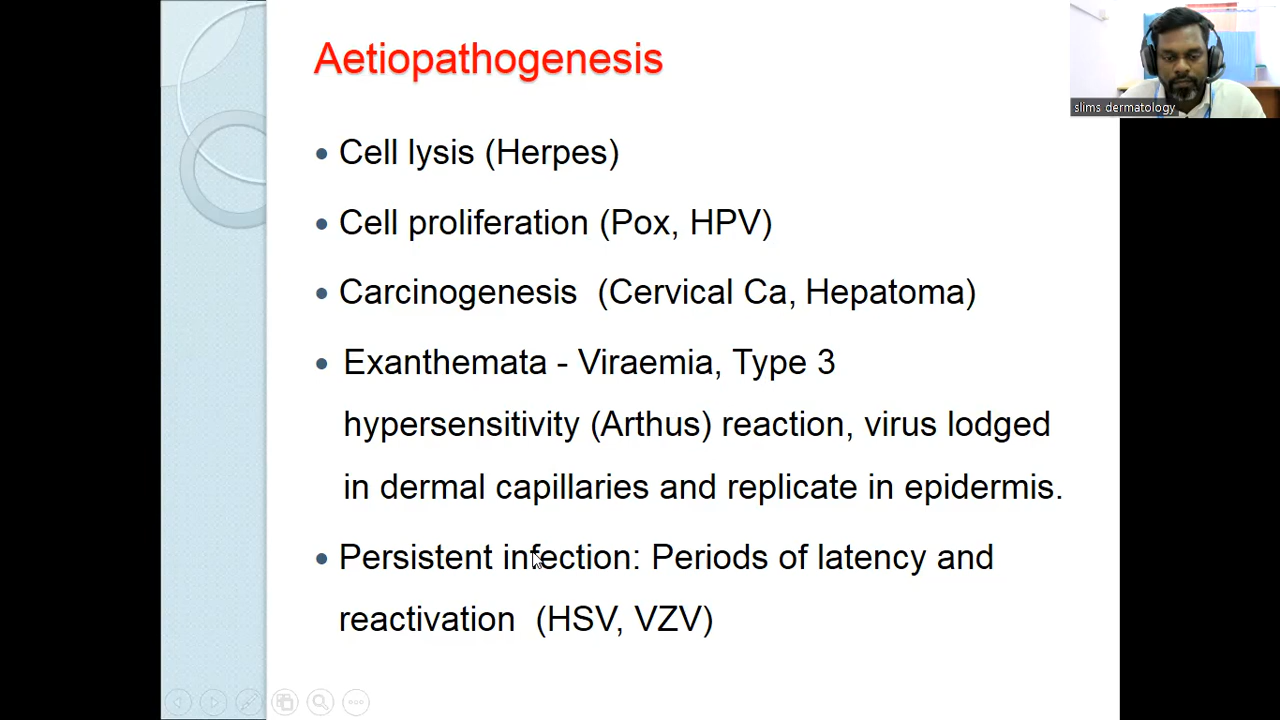 Aetiopathogenesis
slims dermatology
• Cell lysis (Herpes)
• Cell proliferation (Pox, HPV)
• Carcinogenesis (Cervical Ca, Hepatoma)
• Exanthemata - Viraemia, Type 3
hypersensitivity (Arthus) reaction, virus lodged
in dermal capillaries and replicate in epidermis.
• Persistent infection: Periods of latency and
reactivation (HSV, VZV)